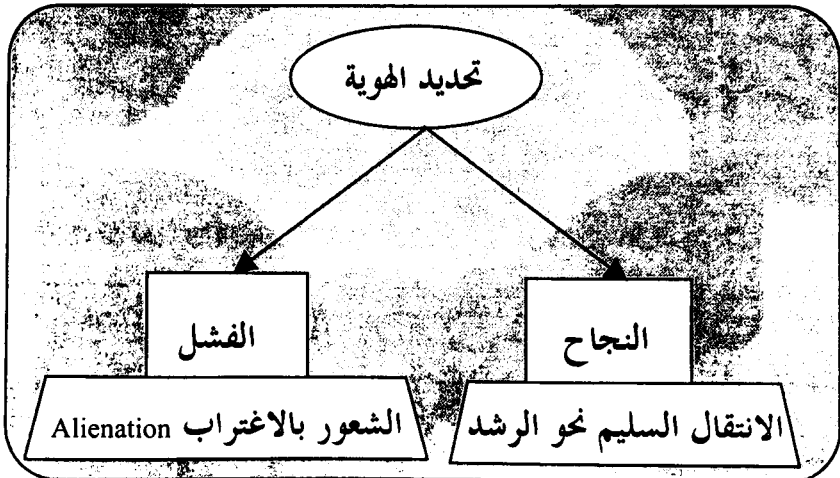 تحديد الهوية
النجاح
الفشل
الانتقال السليم نحو الرشد
الشعور بالاغتراب Alienation